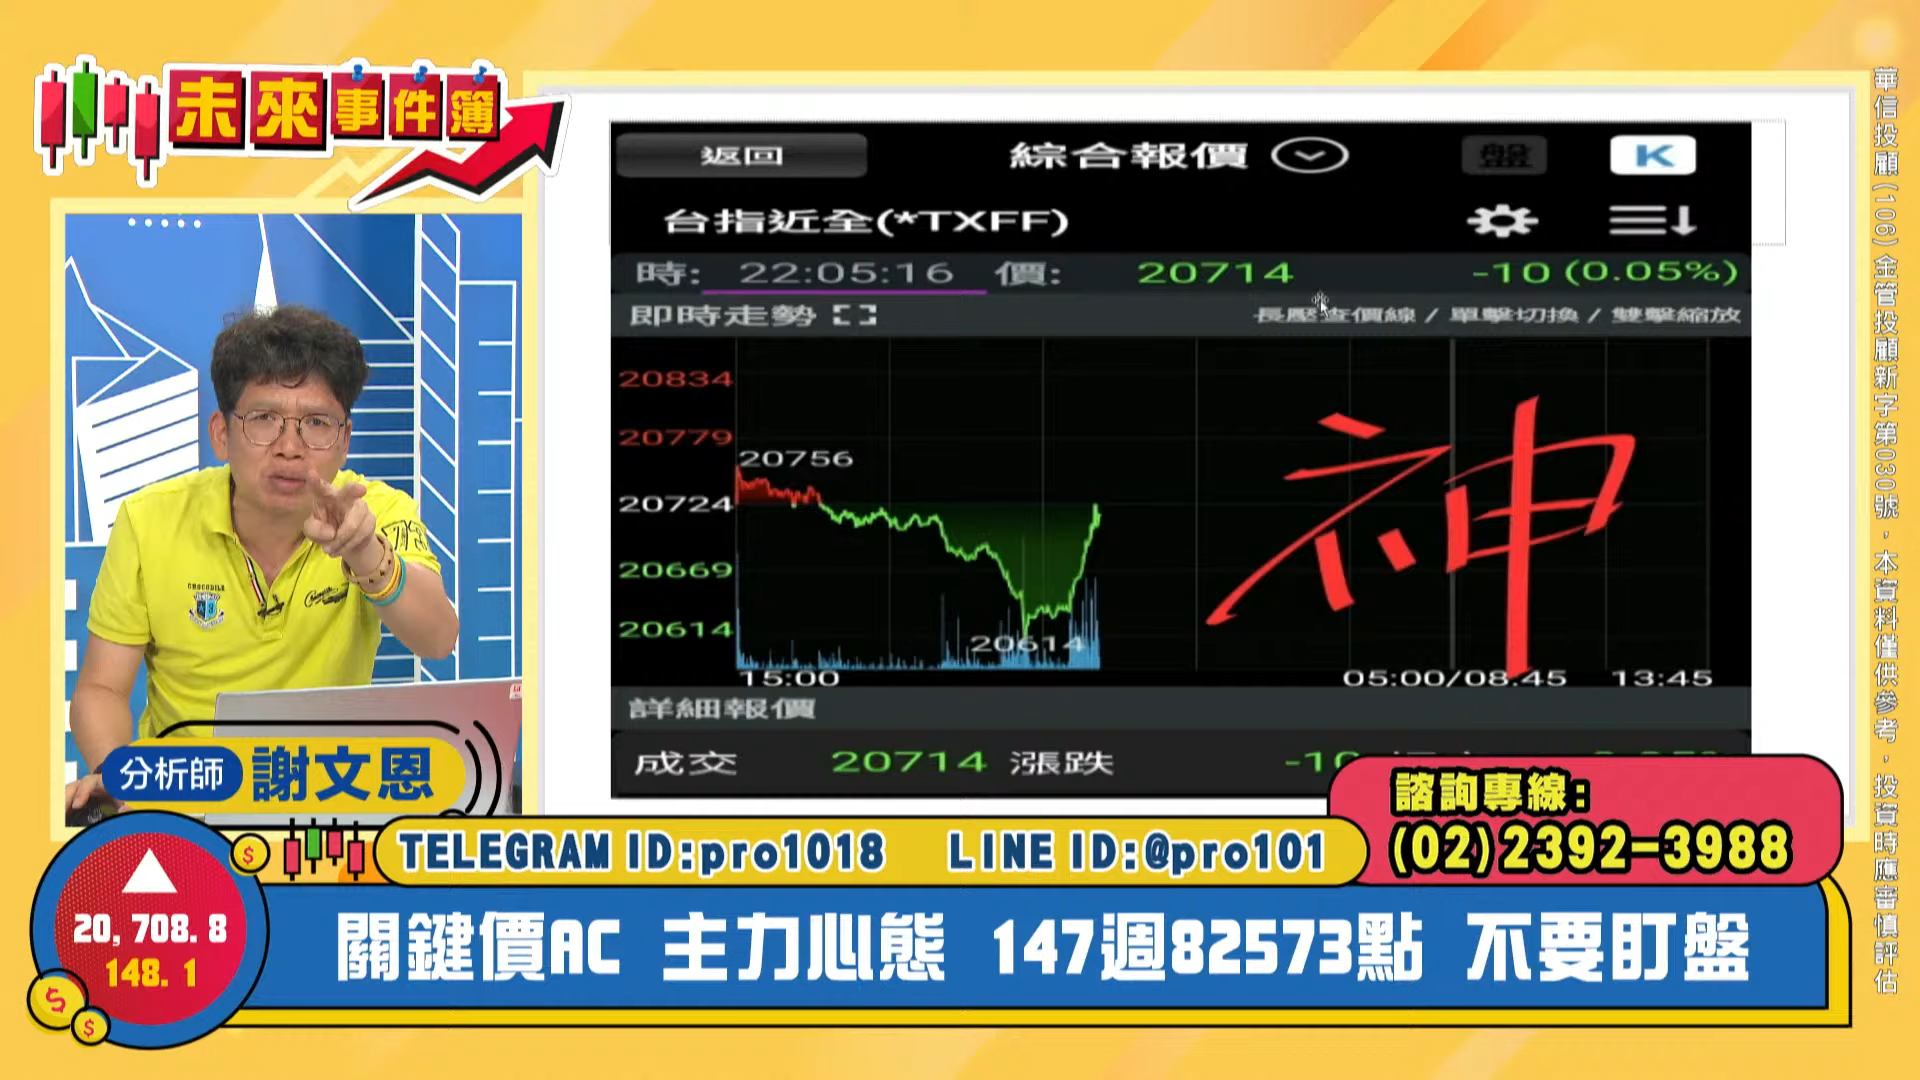 未來事件簿
返回
綜合報價
盤
K
台指近全(*TXFF)
時: 22:05:16 價: 20714 -10(0.05%)
即時走勢
長壓查價線 / 單擊切換 / 雙擊縮放
20834
20779
20756
20724
20669
20614
20614
神
15:00
05:00/08:45
13:45
詳細報價
成交 20714 漲跌 -10
CROCODILE
分析師 謝文恩
諮詢專線:
(02)2392-3988
TELEGRAM ID:pro1018 LINE ID:@pro101
20,708.8
148.1
關鍵價AC 主力心態 147週82573點 不要盯盤
華信投顧(106)金管投顧新字第030號，本資料僅供參考，投資時應審慎評估